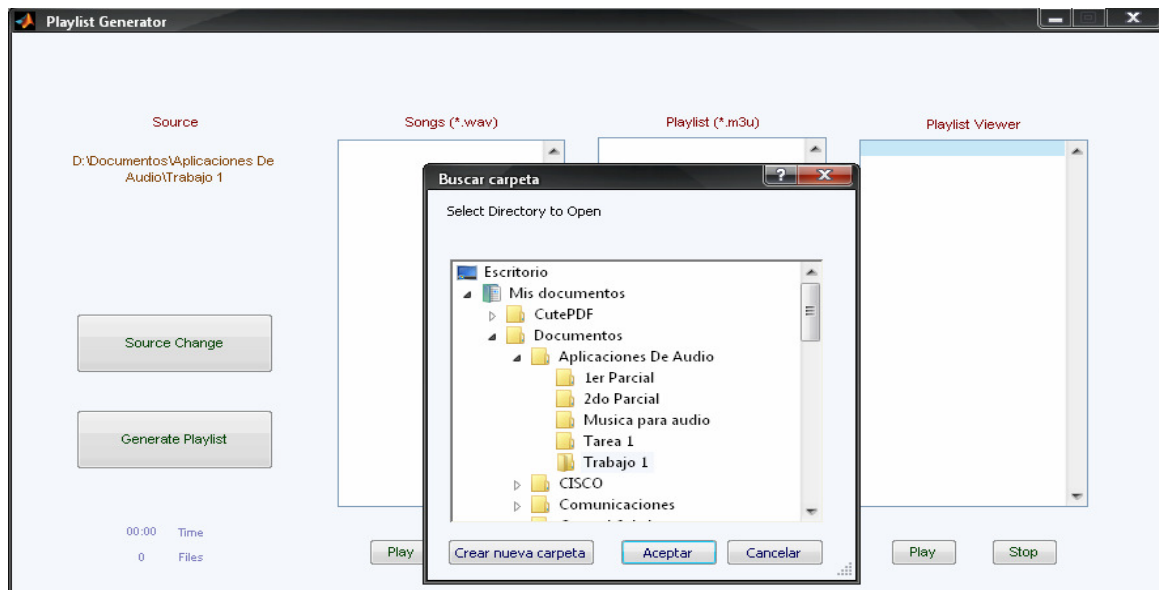 Playlist Generator
Source
Songs (*.wav)
Playlist (*.m3u)
Playlist Viewer
D:\Documentos\Aplicaciones De
Audio\Trabajo 1
Source Change
Generate Playlist
00:00 Time
0 Files
Play
Buscar carpeta
Select Directory to Open
Escritorio
Mis documentos
CutePDF
Documentos
Aplicaciones De Audio
1er Parcial
2do Parcial
Musica para audio
Tarea 1
Trabajo 1
CISCO
Comunicaciones
Crear nueva carpeta
Aceptar
Cancelar
Play
Stop